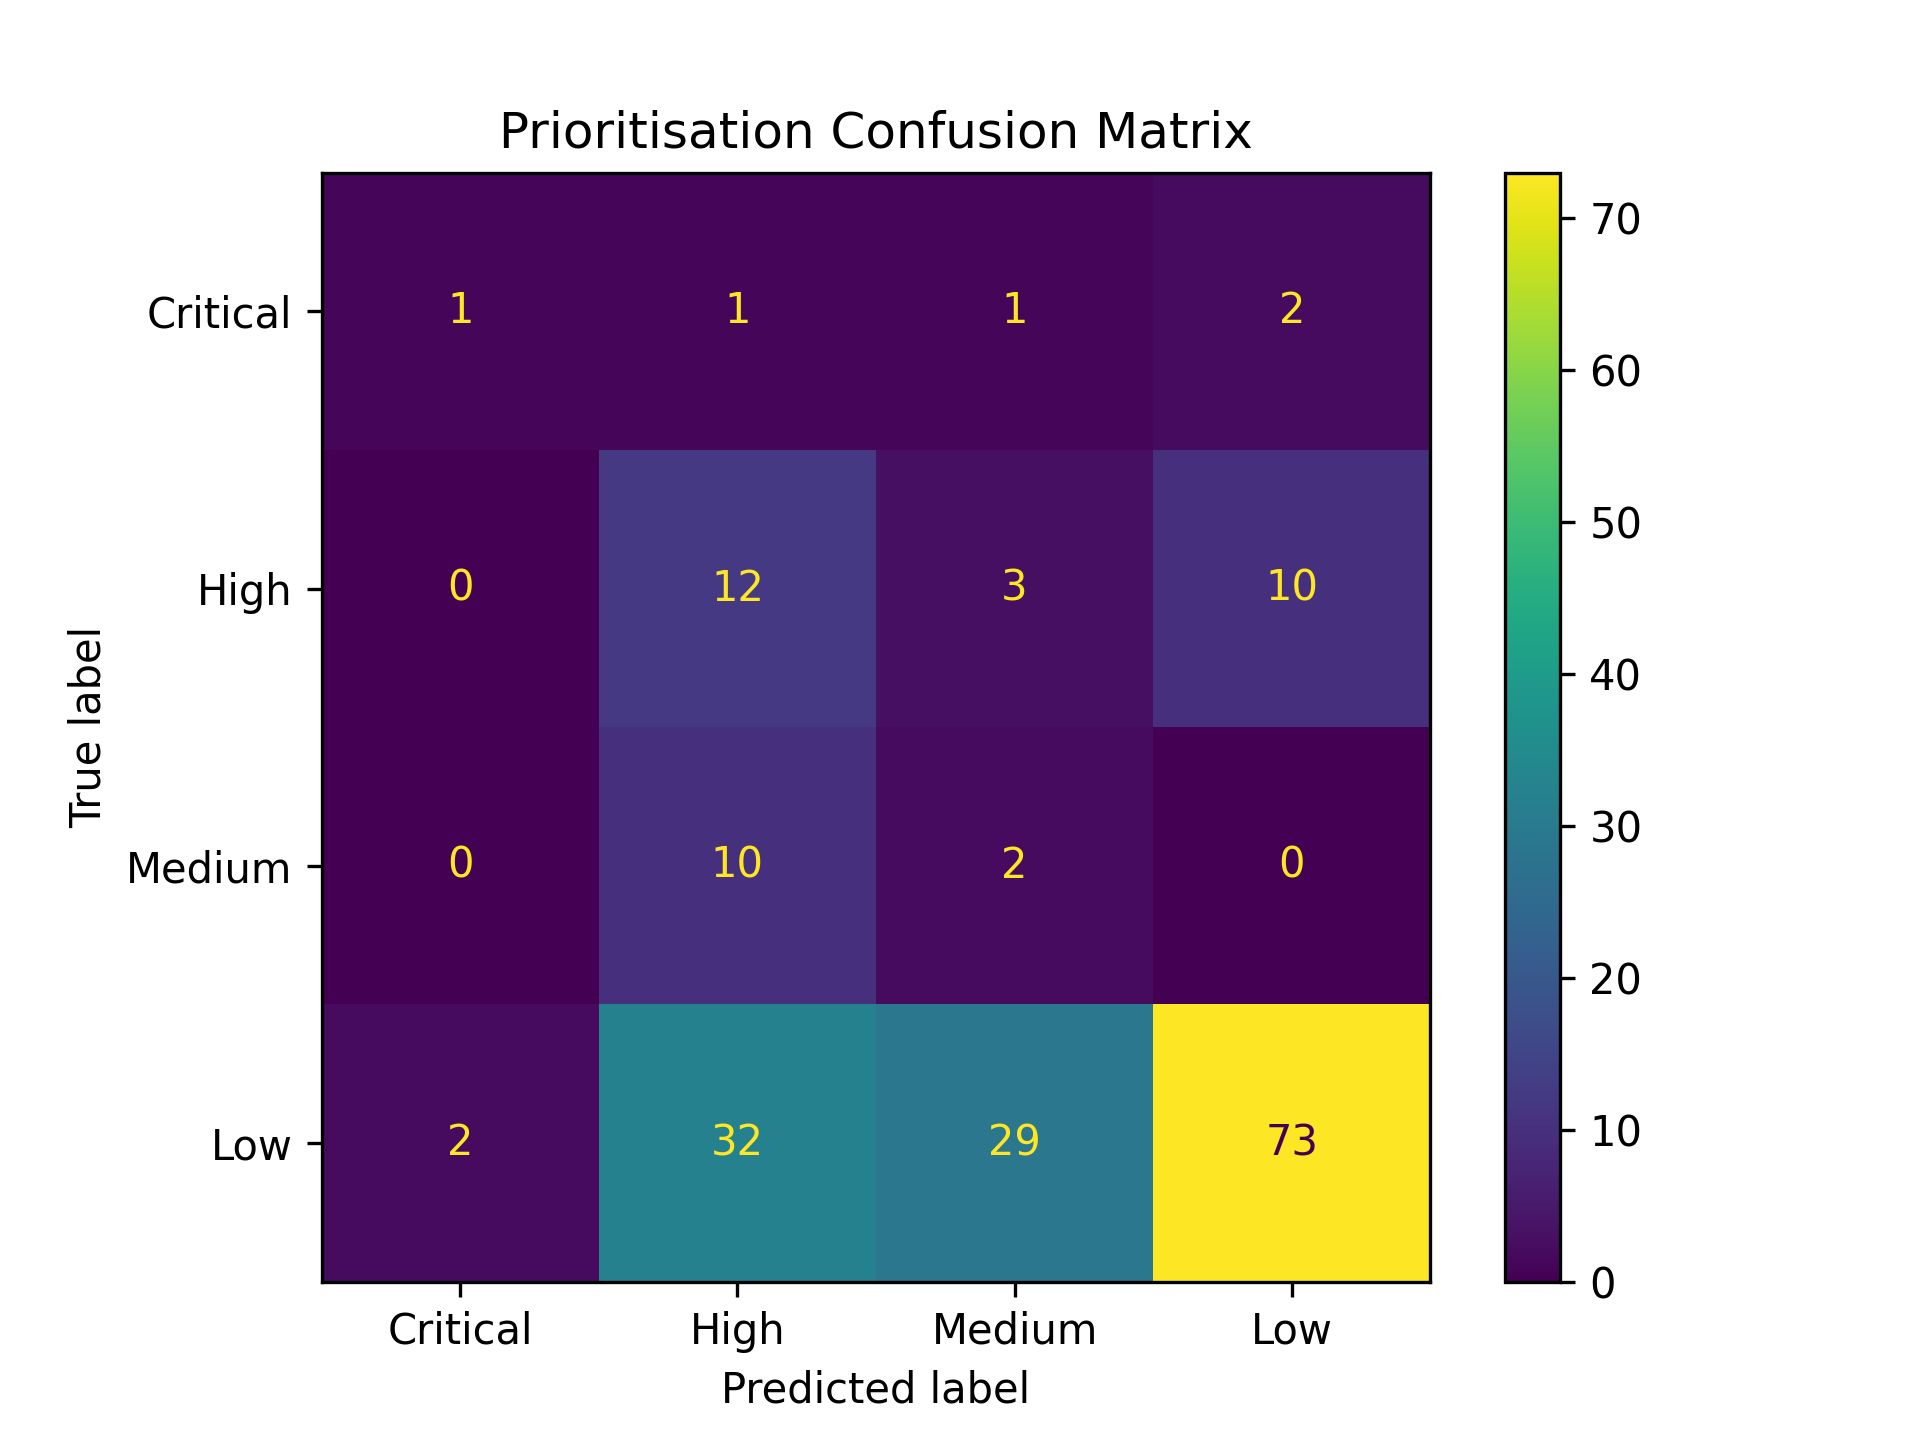 Prioritisation Confusion Matrix
True label
Critical 1 1 1 2
High 0 12 3 10
Medium 0 10 2 0
Low 2 32 29 73
Critical High Medium Low
Predicted label
70
60
50
40
30
20
10
0